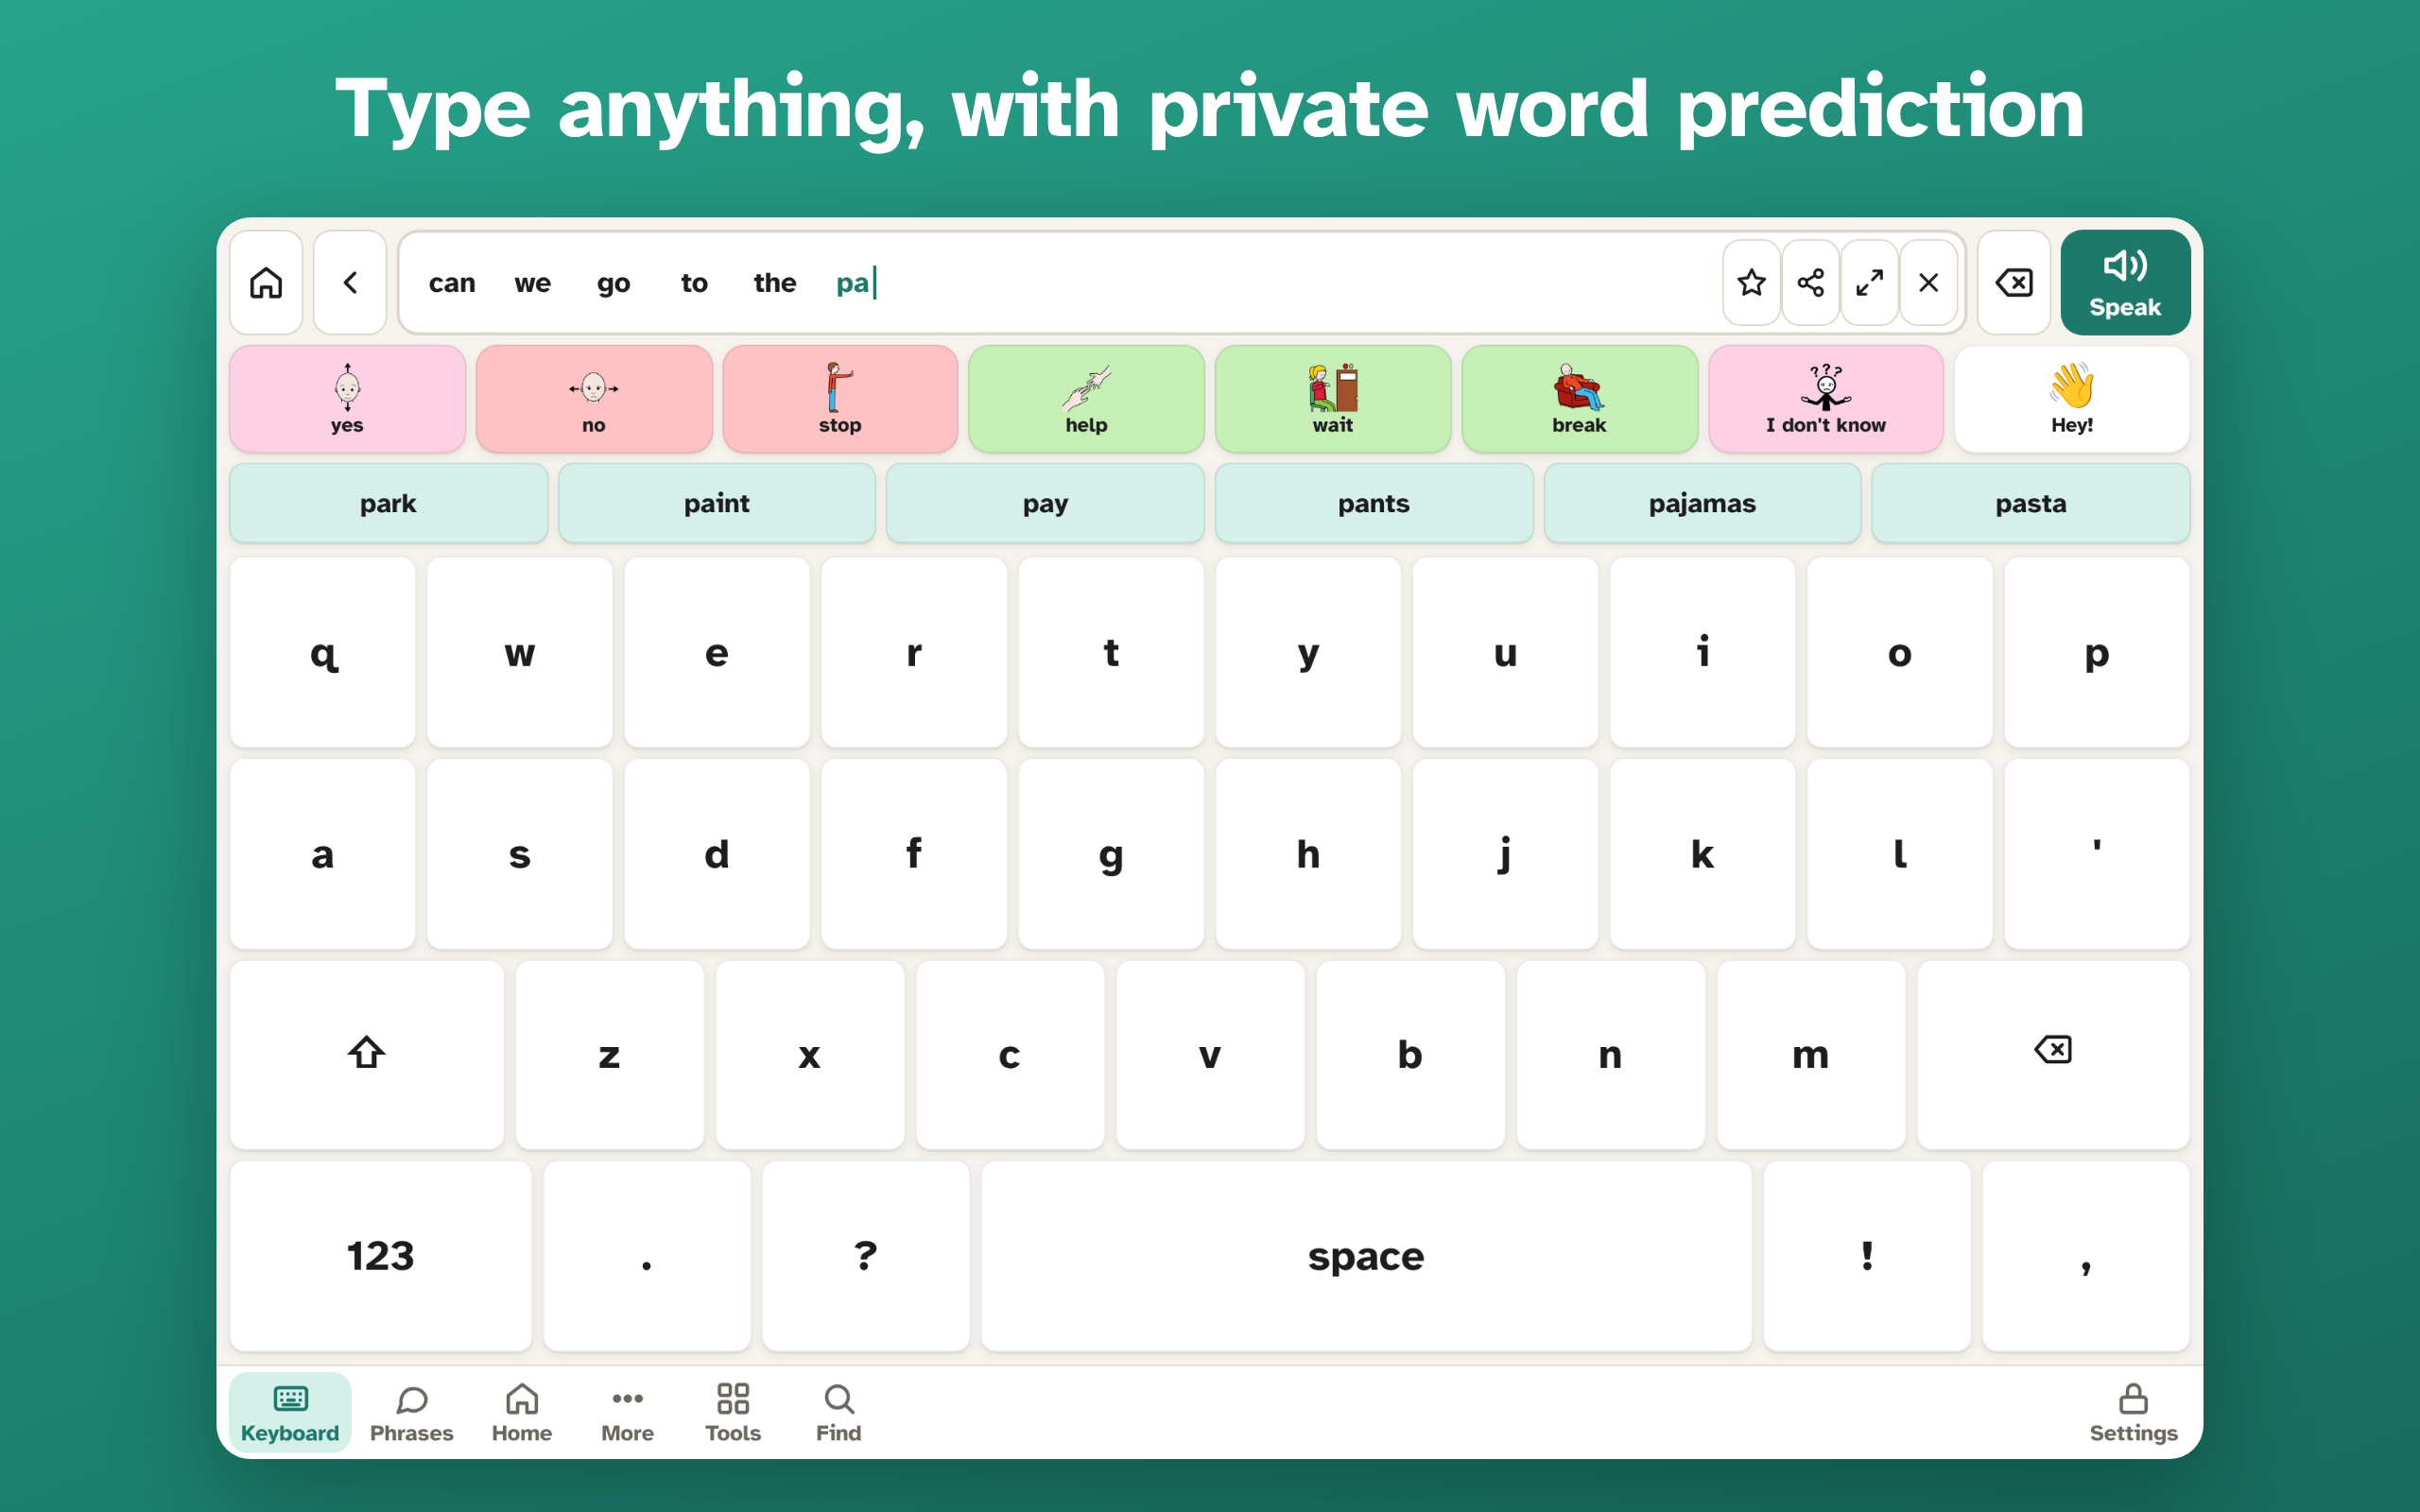 Type anything, with private word prediction
can we go to the pa
Speak
yes no stop help wait break I don't know Hey!
park paint pay pants pajamas pasta
q w e r t y u i o p
a s d f g h j k l '
z x c v b n m
123 . ? space ! ,
Keyboard Phrases Home More Tools Find Settings